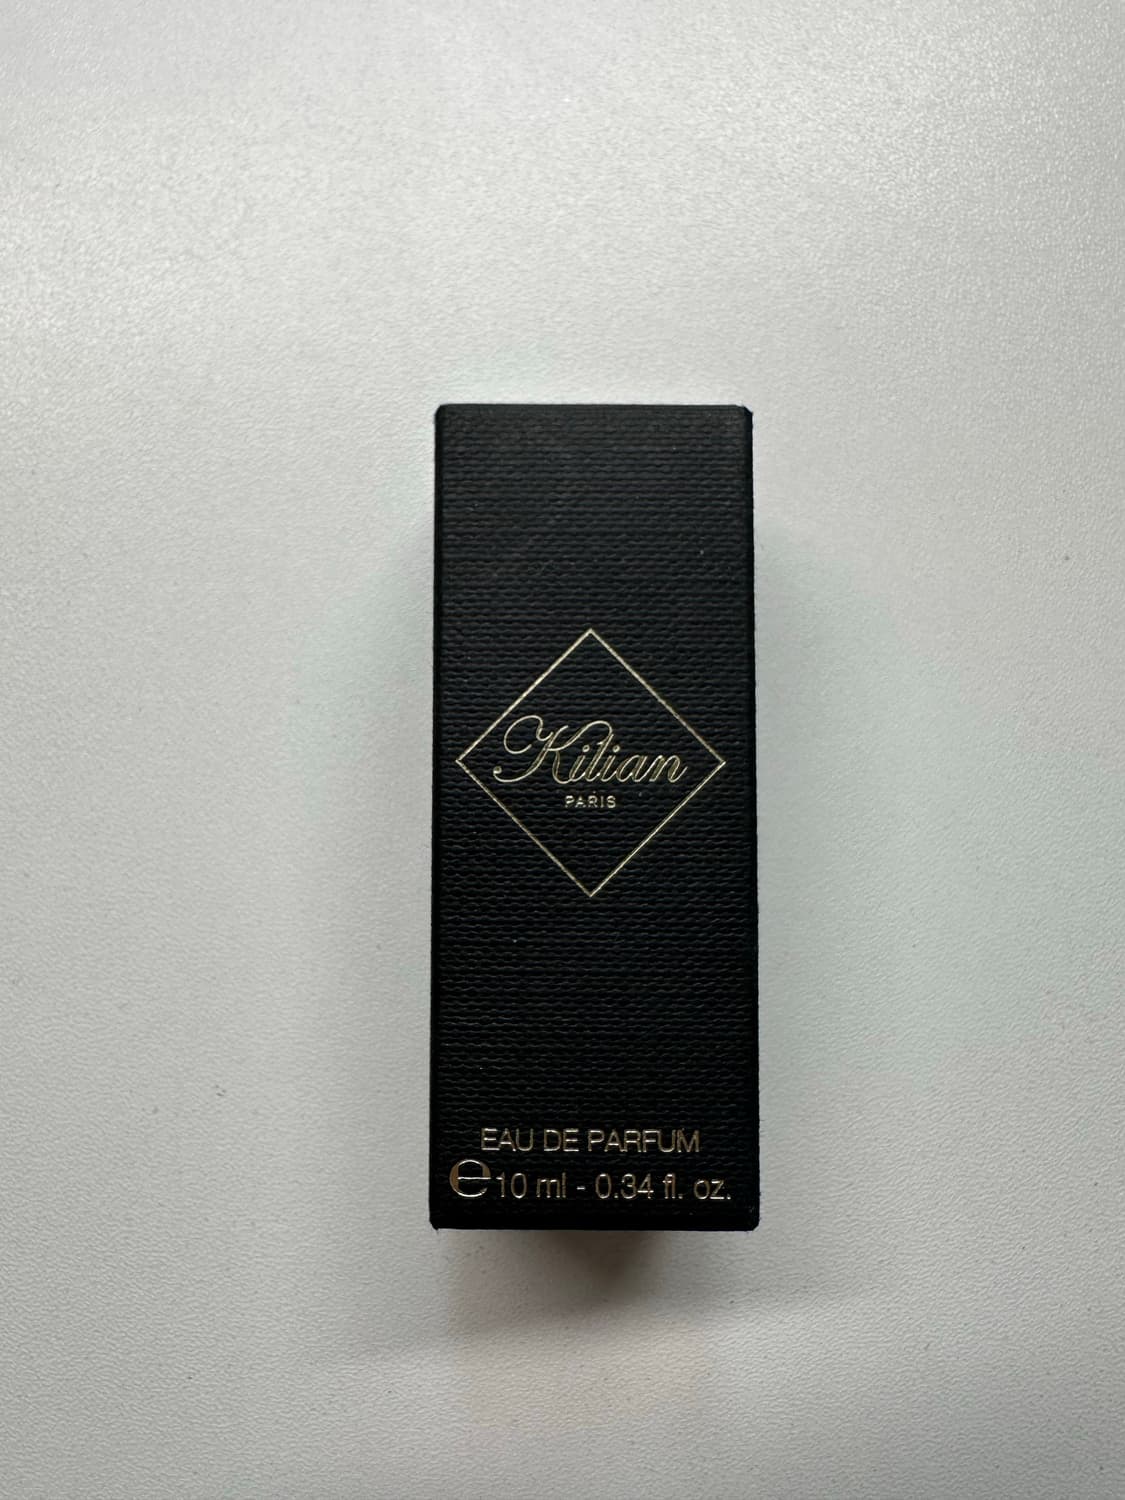 Kilian
PARIS
EAU DE PARFUM
℮ 10 ml - 0.34 fl. oz.